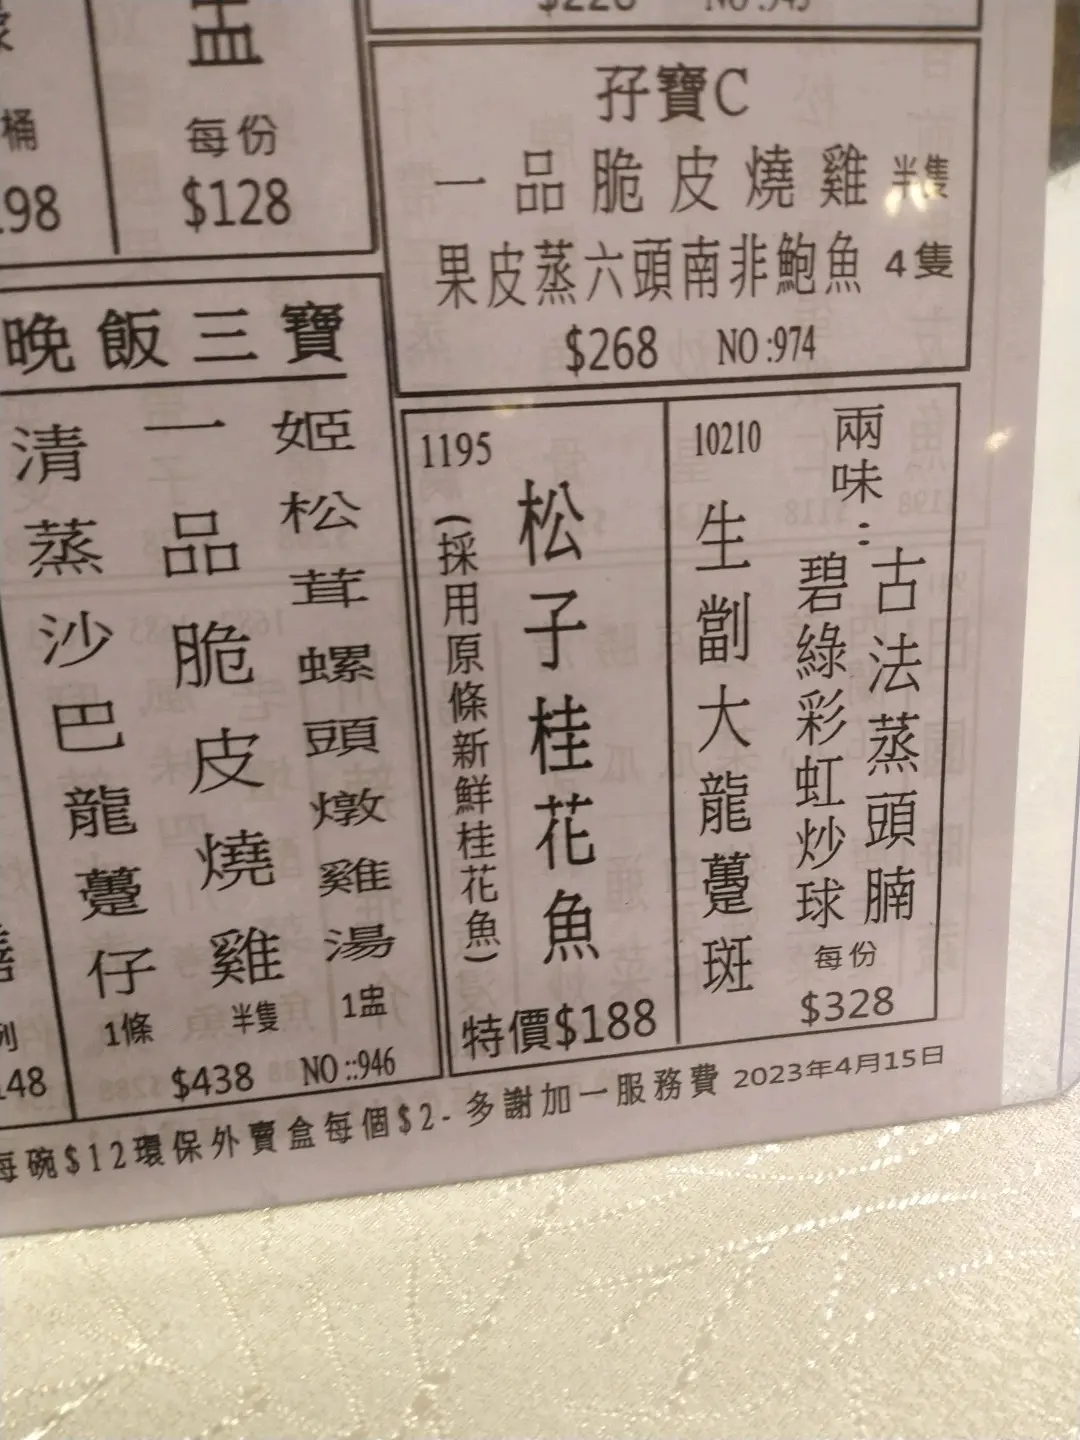 盅
每份
$128
桶
98
$228 NO :945
孖寶C
一品脆皮燒雞 半隻
果皮蒸六頭南非鮑魚 4隻
$268 NO :974
晚飯三寶
姬松茸螺頭燉雞湯 1盅
一品脆皮燒雞 半隻
清蒸沙巴龍躉仔 1條
$438 NO ::946
例
148
1195
松子桂花魚
(採用原條新鮮桂花魚)
特價$188
10210
兩味:
古法蒸頭腩
碧綠彩虹炒球
生劏大龍躉斑
每份
$328
每碗$12環保外賣盒每個$2- 多謝加一服務費 2023年4月15日